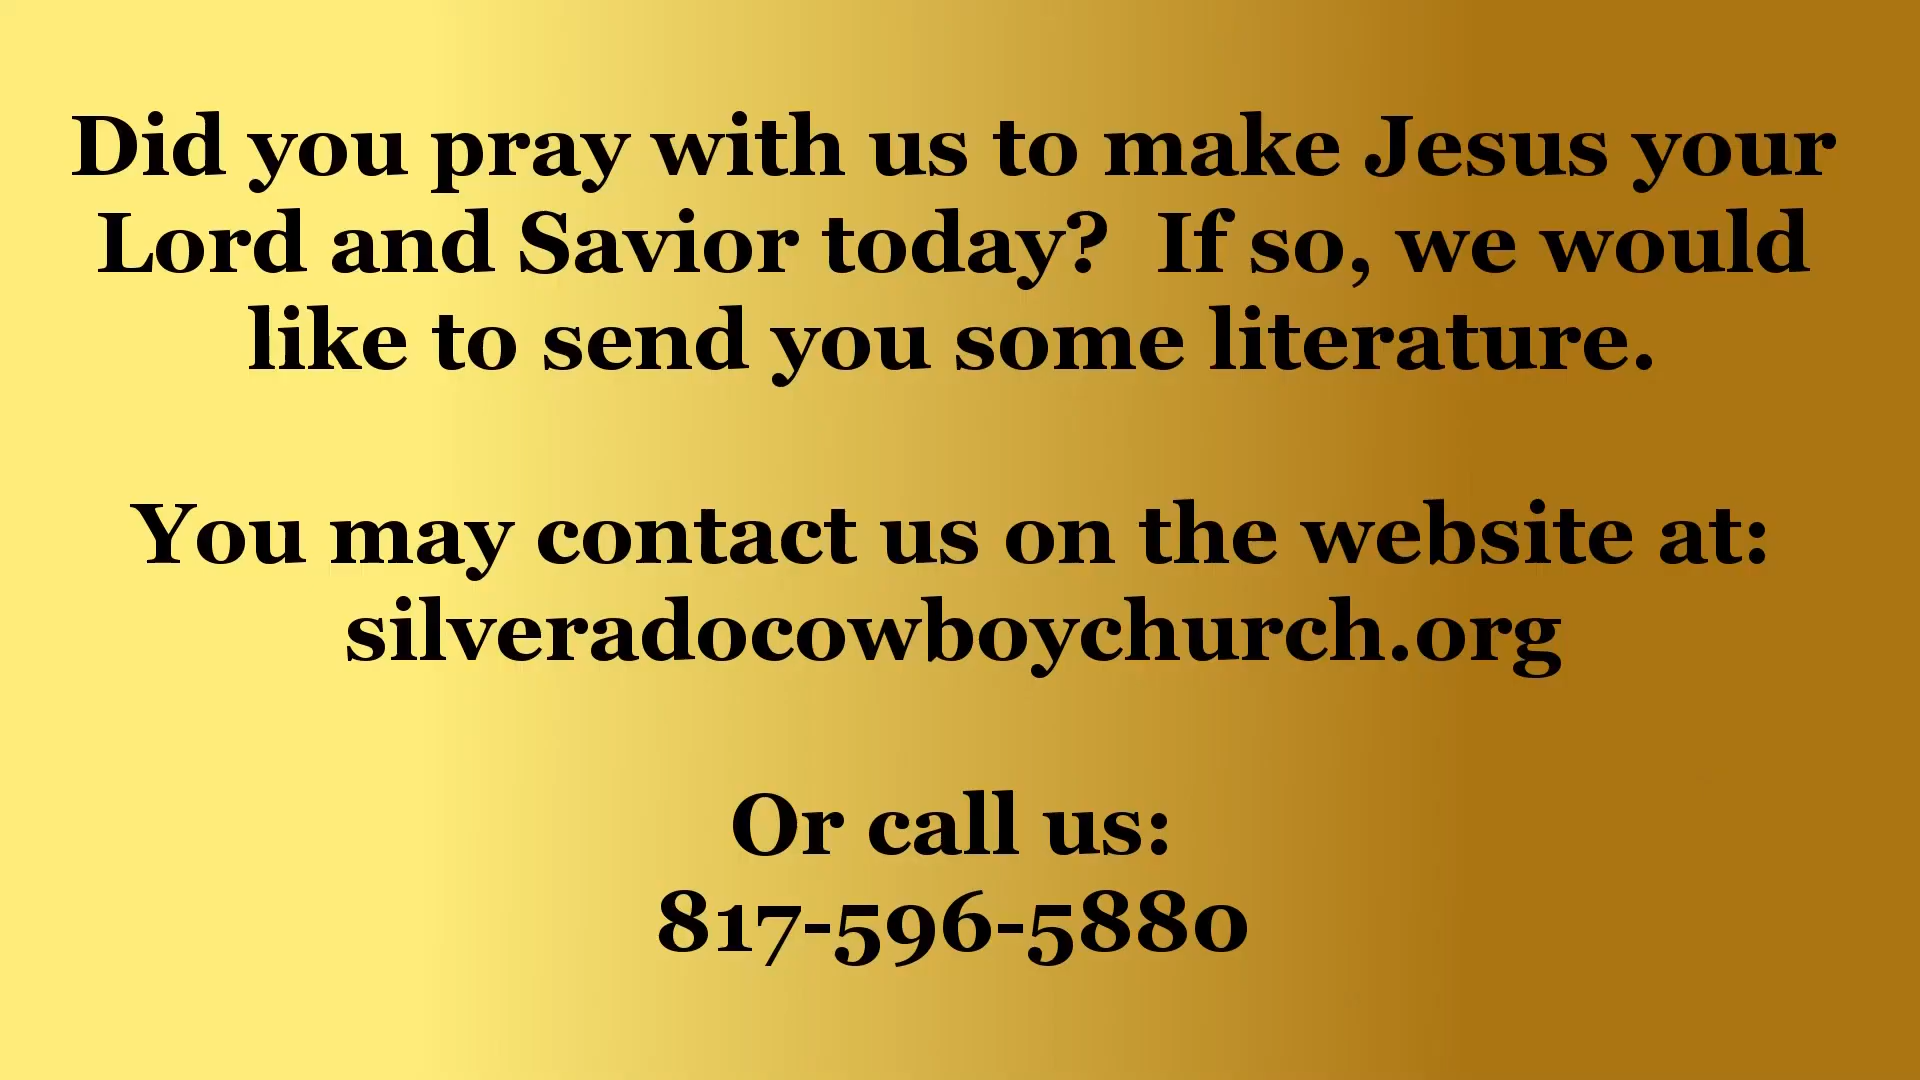 Did you pray with us to make Jesus your
Lord and Savior today?  If so, we would
like to send you some literature.
You may contact us on the website at:
silveradocowboychurch.org
Or call us:
817-596-5880